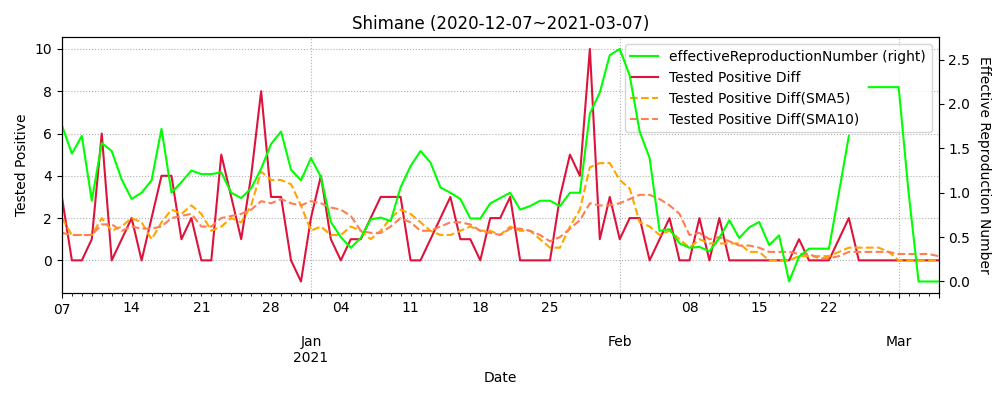 Shimane (2020-12-07~2021-03-07)
effectiveReproductionNumber (right)
Tested Positive Diff
Tested Positive Diff(SMA5)
Tested Positive Diff(SMA10)
Tested Positive
10
8
6
4
2
0
2.5
2.0
1.5
1.0
0.5
0.0
Effective Reproduction Number
07 14 21 28 04 11 18 25 08 15 22
Jan Feb Mar
2021
Date